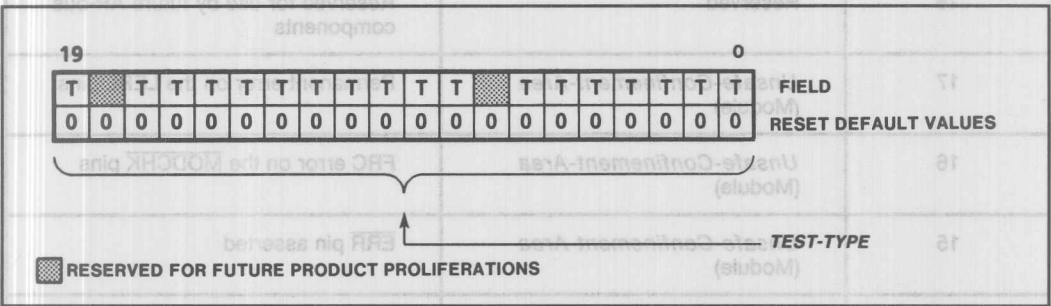 19 0
T T T T T T T T T T T T T T T T T T FIELD
0 0 0 0 0 0 0 0 0 0 0 0 0 0 0 0 0 0 0 0 RESET DEFAULT VALUES
TEST-TYPE
RESERVED FOR FUTURE PRODUCT PROLIFERATIONS